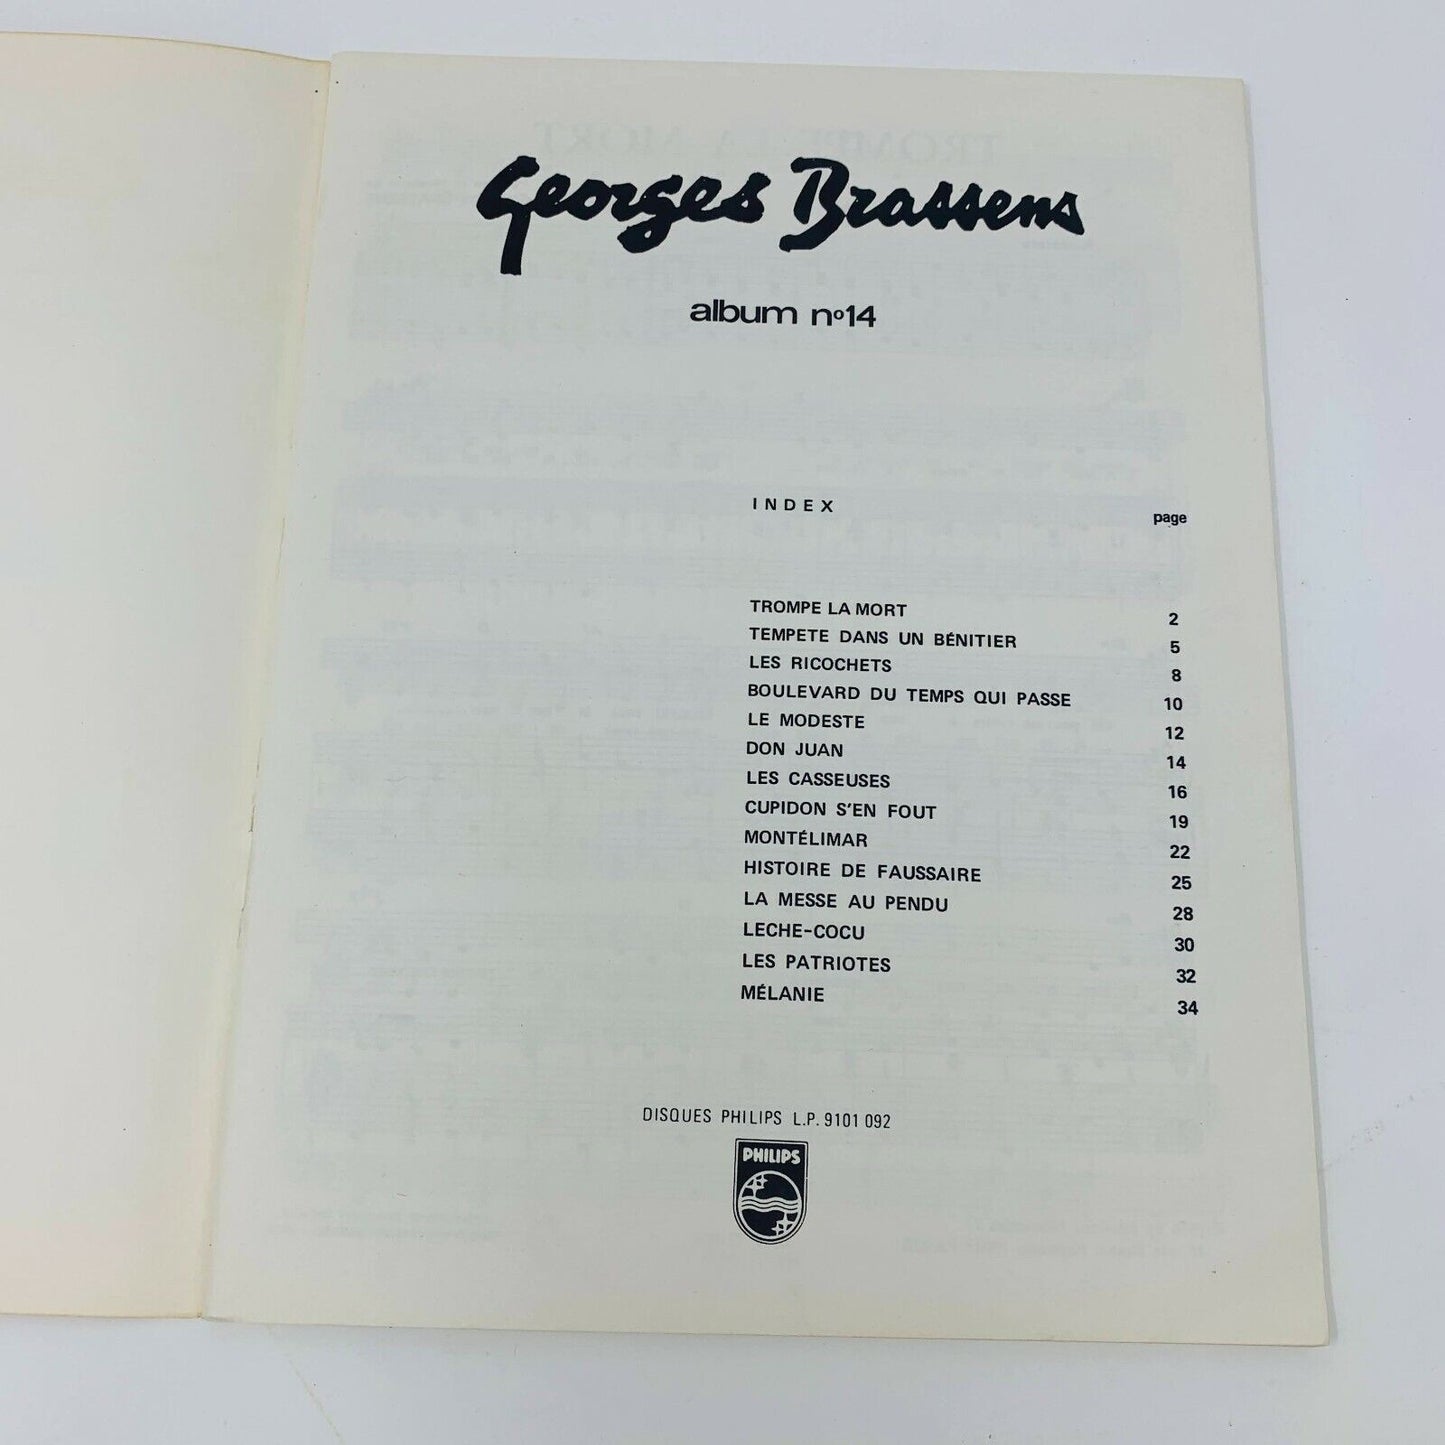 Georges Brassens
album nº14
INDEX page
TROMPE LA MORT 2
TEMPETE DANS UN BÉNITIER 5
LES RICOCHETS 8
BOULEVARD DU TEMPS QUI PASSE 10
LE MODESTE 12
DON JUAN 14
LES CASSEUSES 16
CUPIDON S'EN FOUT 19
MONTÉLIMAR 22
HISTOIRE DE FAUSSAIRE 25
LA MESSE AU PENDU 28
LECHE-COCU 30
LES PATRIOTES 32
MÉLANIE 34
DISQUES PHILIPS L.P. 9101 092
PHILIPS